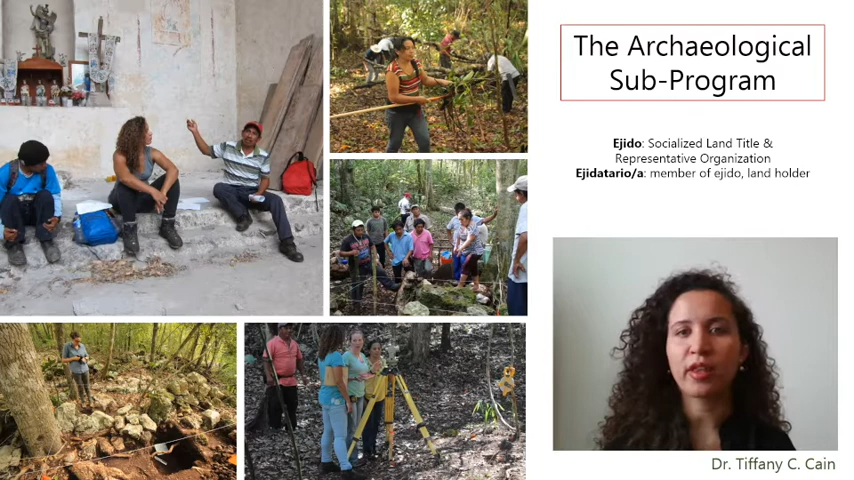 The Archaeological
Sub-Program
Ejido: Socialized Land Title &
Representative Organization
Ejidatario/a: member of ejido, land holder
Dr. Tiffany C. Cain